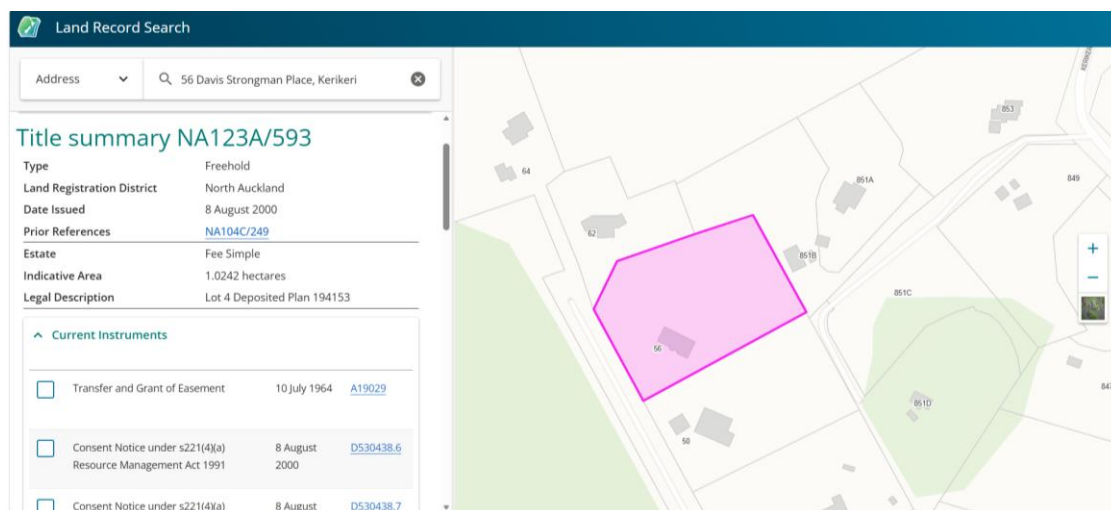 Land Record Search
Address
56 Davis Strongman Place, Kerikeri
Title summary NA123A/593
Type Freehold
Land Registration District North Auckland
Date Issued 8 August 2000
Prior References NA104C/249
Estate Fee Simple
Indicative Area 1.0242 hectares
Legal Description Lot 4 Deposited Plan 194153
Current Instruments
Transfer and Grant of Easement 10 July 1964 A19029
Consent Notice under s221(4)(a) 8 August D530438.6
Resource Management Act 1991 2000
Consent Notice under s221(4)(a) 8 August D530438.7
853
64
851A
849
62
851B
+
−
851C
56
851D
50